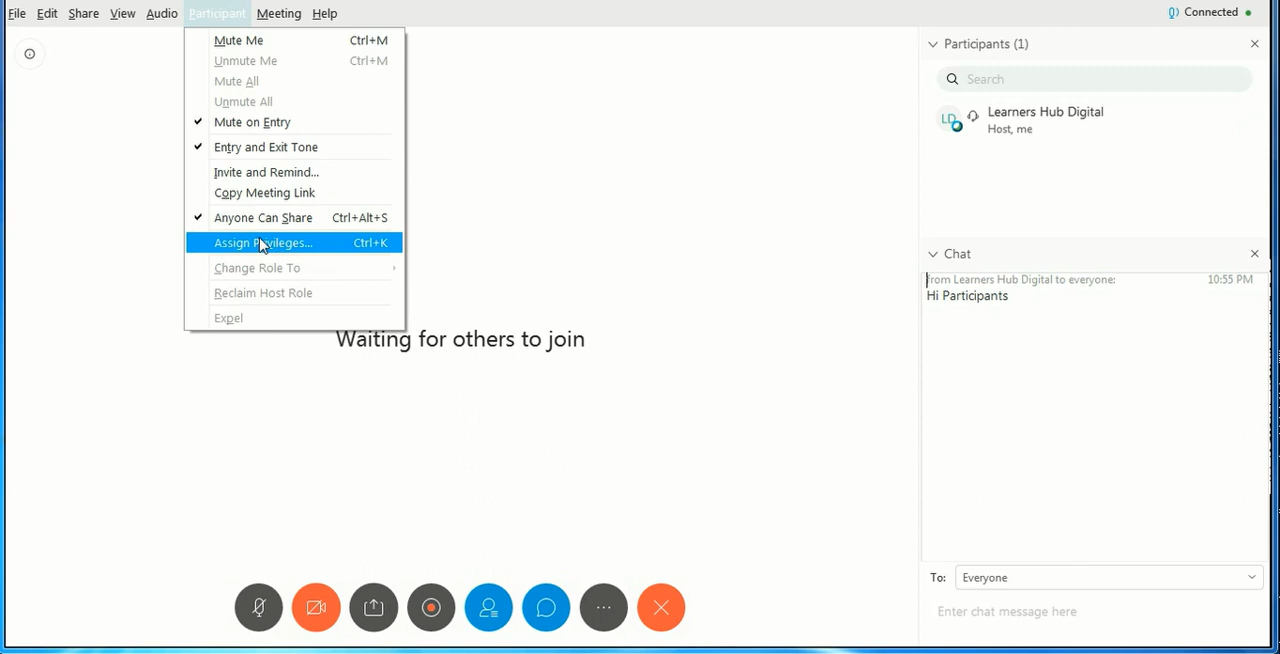 File Edit Share View Audio Participant Meeting Help
Connected
Mute Me Ctrl+M
Unmute Me Ctrl+M
Mute All
Unmute All
Mute on Entry
Entry and Exit Tone
Invite and Remind...
Copy Meeting Link
Anyone Can Share Ctrl+Alt+S
Assign Privileges... Ctrl+K
Change Role To
Reclaim Host Role
Expel
Waiting for others to join
Participants (1)
Search
LD
Learners Hub Digital
Host, me
Chat
from Learners Hub Digital to everyone: 10:55 PM
Hi Participants
To: Everyone
Enter chat message here